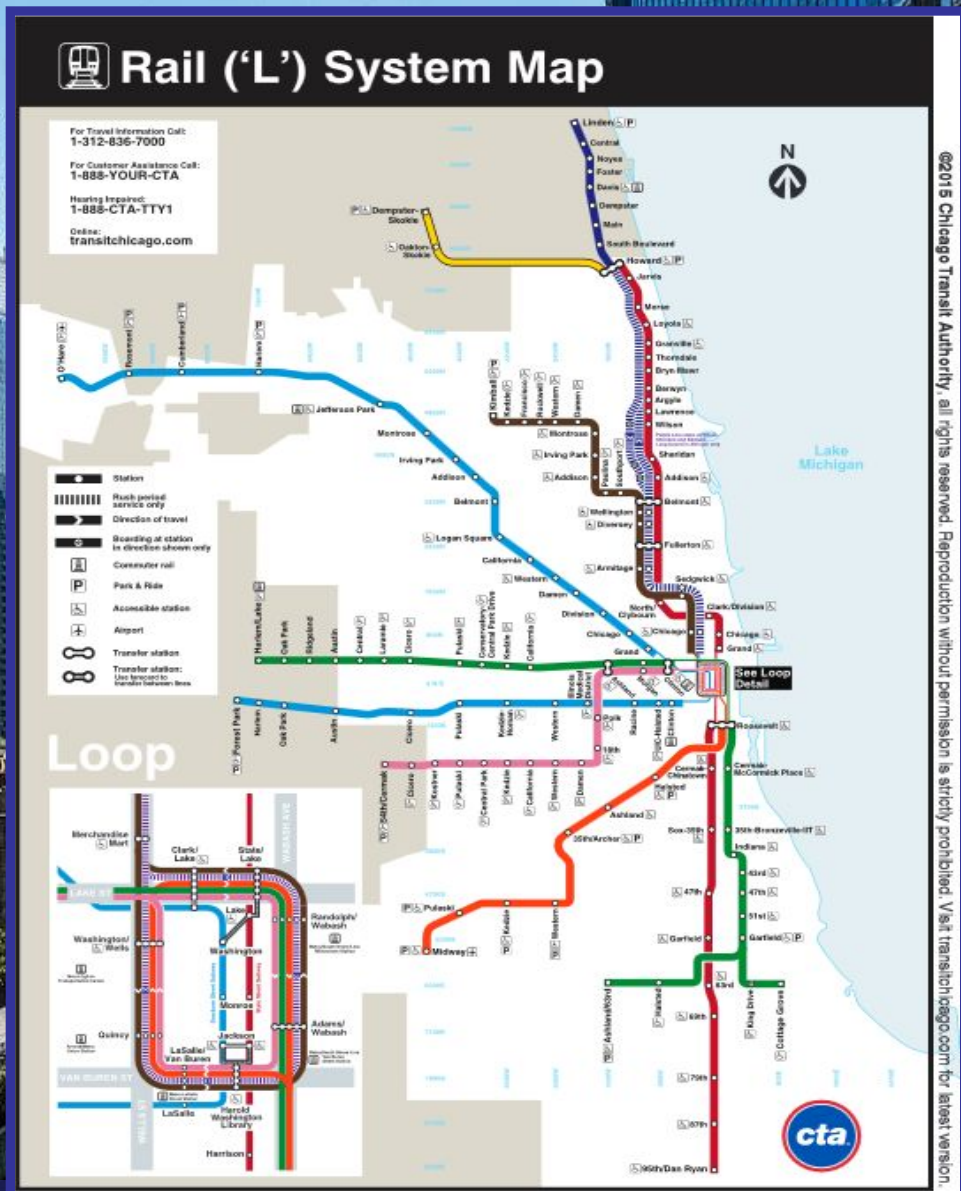 Rail ('L') System Map
For Travel Information Call:
1-312-836-7000
For Customer Assistance Call:
1-888-YOUR-CTA
Hearing Impaired:
1-888-CTA-TTY1
Online:
transitchicago.com
N
Linden
Central
Noyes
Foster
Davis
Dempster
Main
South Boulevard
Howard
Jarvis
Morse
Loyola
Granville
Thorndale
Bryn Mawr
Berwyn
Argyle
Lawrence
Wilson
Sheridan
Addison
Belmont
Fullerton
Dempster-
Skokie
Oakton-
Skokie
O'Hare
Rosemont
Cumberland
Harlem
Jefferson Park
Montrose
Irving Park
Addison
Belmont
Logan Square
California
Western
Damen
Division
Chicago
Grand
Kimball
Kedzie
Francisco
Rockwell
Western
Damen
Montrose
Irving Park
Addison
Paulina
Southport
Wellington
Diversey
Armitage
Sedgwick
Chicago
North/
Clybourn
Clark/Division
Chicago
Grand
Lake
Michigan
Station
Rush period
service only
Direction of travel
Boarding at station
in direction shown only
Commuter rail
P
Park & Ride
Accessible station
Airport
Transfer station
Transfer station:
Use farecard to
transfer between lines
Harlem/Lake
Oak Park
Ridgeland
Austin
Central
Laramie
Cicero
Pulaski
Conservatory-
Central Park Drive
Kedzie
California
Ashland
Morgan
Clinton
See Loop
Detail
Forest Park
Harlem
Oak Park
Austin
Cicero
Pulaski
Kedzie-
Homan
Western
Illinois
Medical
District
Racine
UIC-Halsted
Clinton
Polk
18th
54th/Cermak
Cicero
Kostner
Pulaski
Central Park
Kedzie
California
Western
Damen
Roosevelt
Cermak-
Chinatown
Cermak-
McCormick Place
Halsted
Ashland
35th/Archer
Western
Kedzie
Pulaski
Midway
Sox-35th
47th
Garfield
63rd
69th
79th
87th
95th/Dan Ryan
35th-Bronzeville-IIT
Indiana
43rd
47th
51st
Garfield
King Drive
Cottage Grove
Halsted
Ashland/63rd
Loop
Merchandise
Mart
Clark/
Lake
State/
Lake
WABASH AVE
LAKE ST
Lake
Randolph/
Wabash
Washington/
Wells
Washington
Monroe
Quincy
Jackson
Adams/
Wabash
LaSalle/
Van Buren
VAN BUREN ST
LaSalle
Harold
Washington
Library
Harrison
cta
©2015 Chicago Transit Authority, all rights reserved. Reproduction without permission is strictly prohibited. Visit transitchicago.com for latest version.